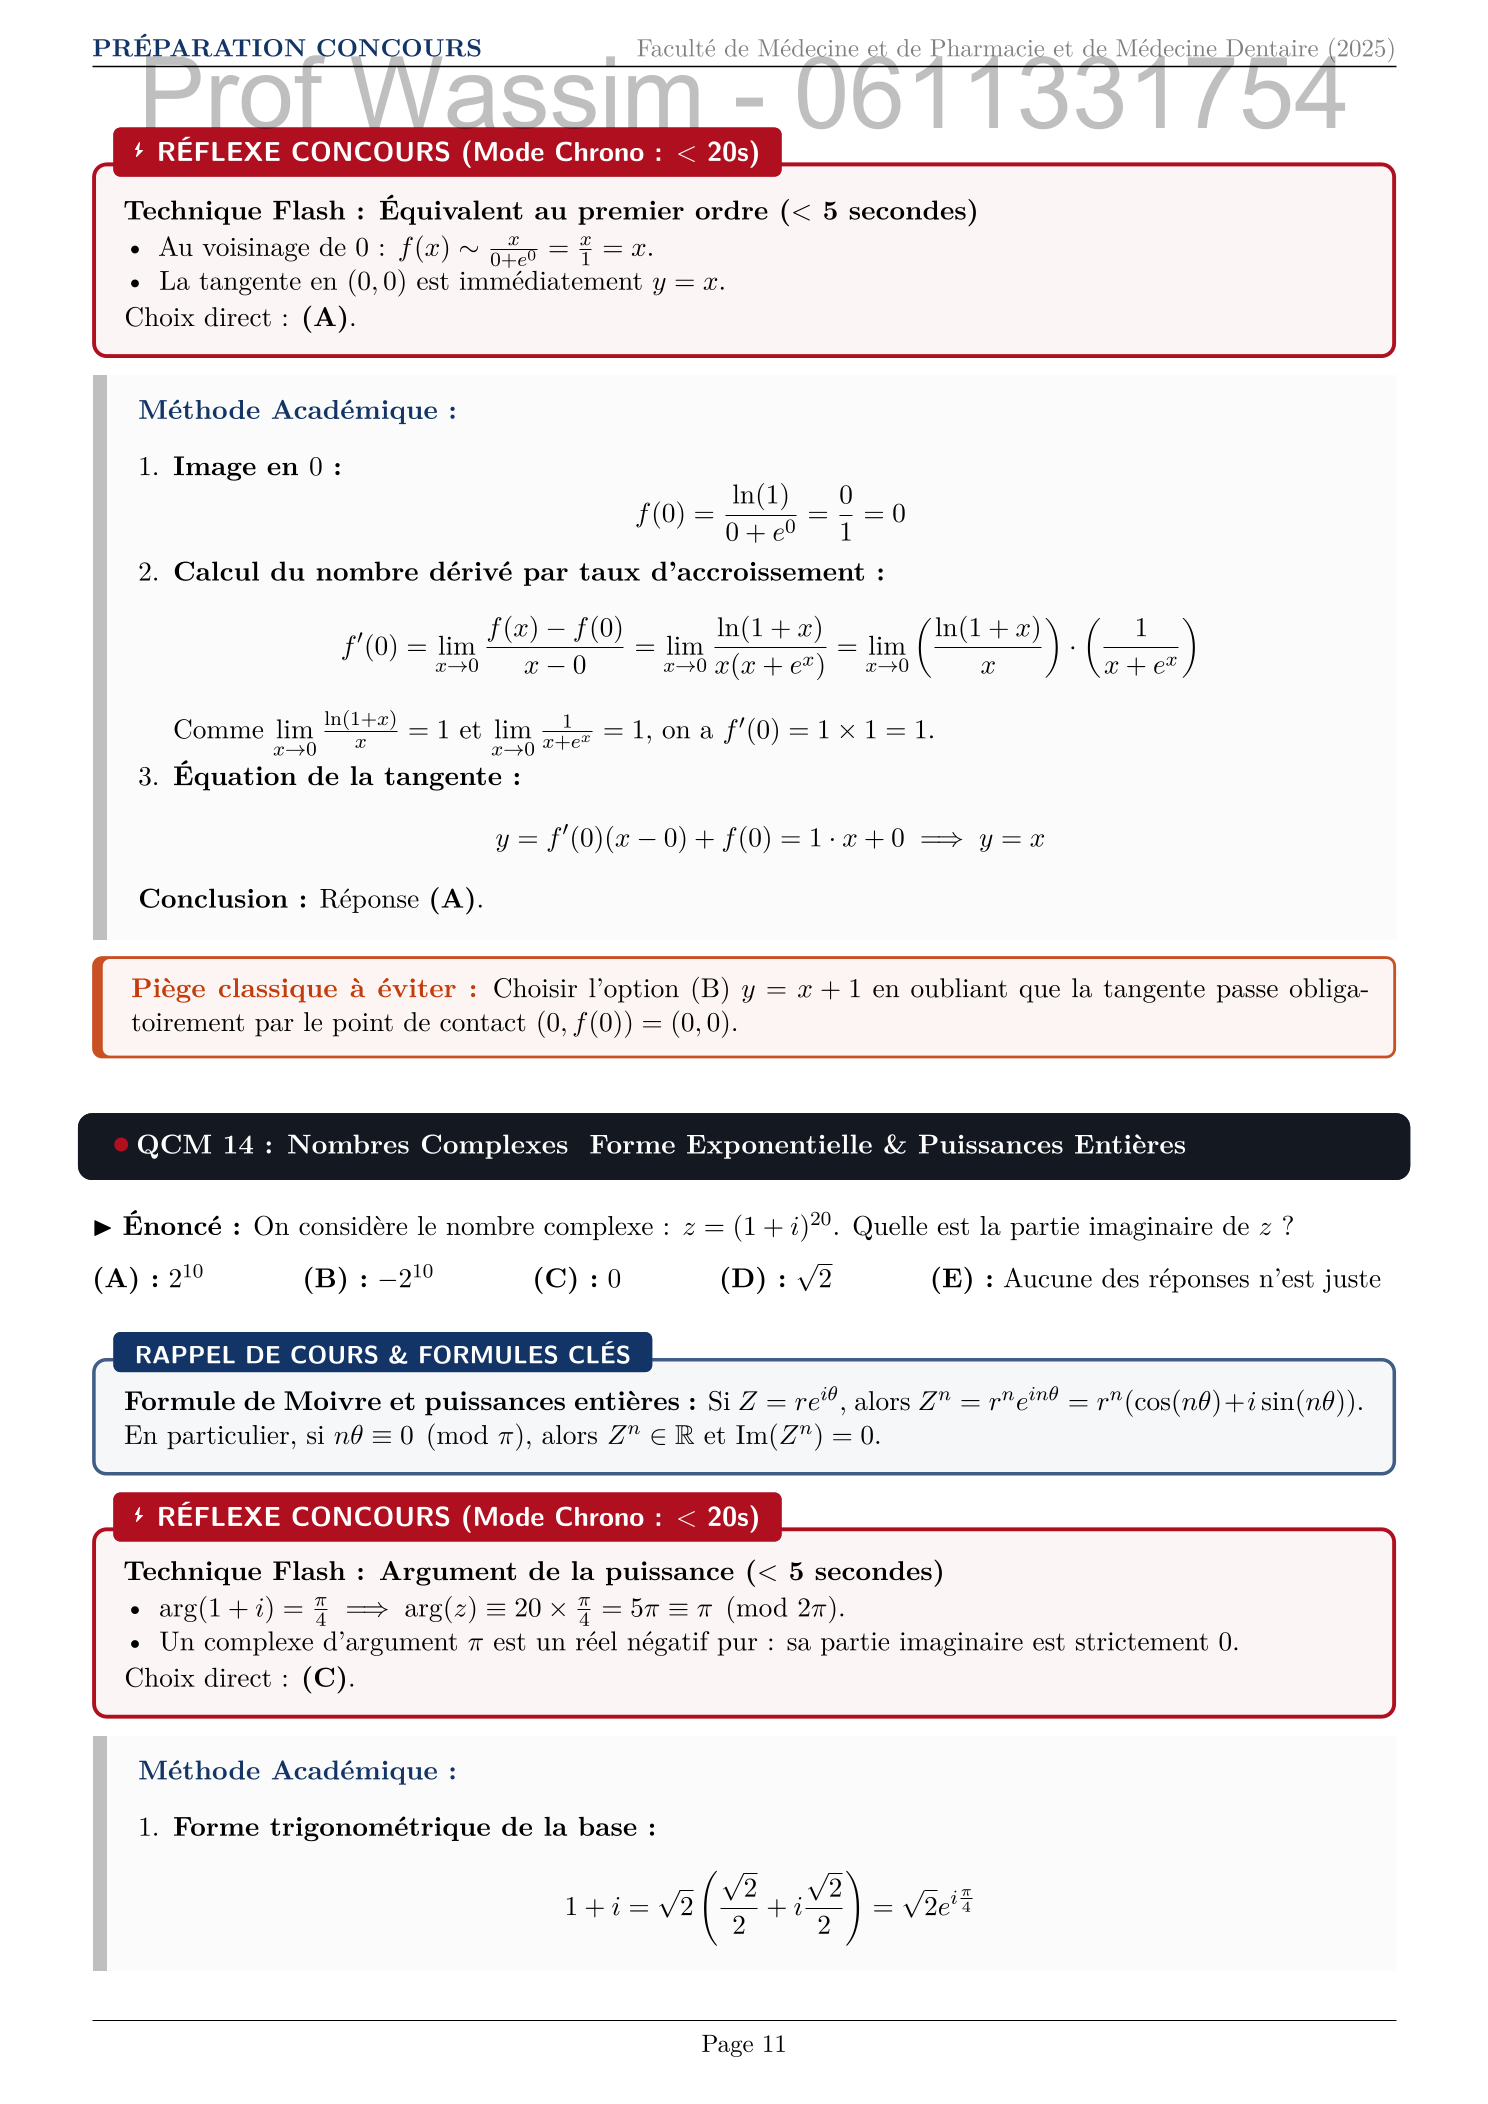 PRÉPARATION CONCOURS Faculté de Médecine et de Pharmacie et de Médecine Dentaire (2025)
Prof Wassim - 0611331754
RÉFLEXE CONCOURS (Mode Chrono : < 20s)
Technique Flash : Équivalent au premier ordre (< 5 secondes)
• Au voisinage de 0 : f(x) ∼ x/(0+e^0) = x/1 = x.
• La tangente en (0, 0) est immédiatement y = x.
Choix direct : (A).
Méthode Académique :
1. Image en 0 :
f(0) = ln(1)/(0 + e^0) = 0/1 = 0
2. Calcul du nombre dérivé par taux d'accroissement :
f′(0) = lim_{x→0} (f(x) − f(0))/(x − 0) = lim_{x→0} ln(1 + x)/(x(x + e^x)) = lim_{x→0} (ln(1 + x)/x) · (1/(x + e^x))
Comme lim_{x→0} ln(1+x)/x = 1 et lim_{x→0} 1/(x+e^x) = 1, on a f′(0) = 1 × 1 = 1.
3. Équation de la tangente :
y = f′(0)(x − 0) + f(0) = 1 · x + 0 ⟹ y = x
Conclusion : Réponse (A).
Piège classique à éviter : Choisir l'option (B) y = x + 1 en oubliant que la tangente passe obliga-
toirement par le point de contact (0, f(0)) = (0, 0).
● QCM 14 : Nombres Complexes Forme Exponentielle & Puissances Entières
▶ Énoncé : On considère le nombre complexe : z = (1 + i)^20. Quelle est la partie imaginaire de z ?
(A) : 2^10 (B) : −2^10 (C) : 0 (D) : √2 (E) : Aucune des réponses n'est juste
RAPPEL DE COURS & FORMULES CLÉS
Formule de Moivre et puissances entières : Si Z = re^{iθ}, alors Z^n = r^n e^{inθ} = r^n(cos(nθ)+i sin(nθ)).
En particulier, si nθ ≡ 0 (mod π), alors Z^n ∈ ℝ et Im(Z^n) = 0.
RÉFLEXE CONCOURS (Mode Chrono : < 20s)
Technique Flash : Argument de la puissance (< 5 secondes)
• arg(1 + i) = π/4 ⟹ arg(z) ≡ 20 × π/4 = 5π ≡ π (mod 2π).
• Un complexe d'argument π est un réel négatif pur : sa partie imaginaire est strictement 0.
Choix direct : (C).
Méthode Académique :
1. Forme trigonométrique de la base :
1 + i = √2 (√2/2 + i √2/2) = √2e^{iπ/4}
Page 11